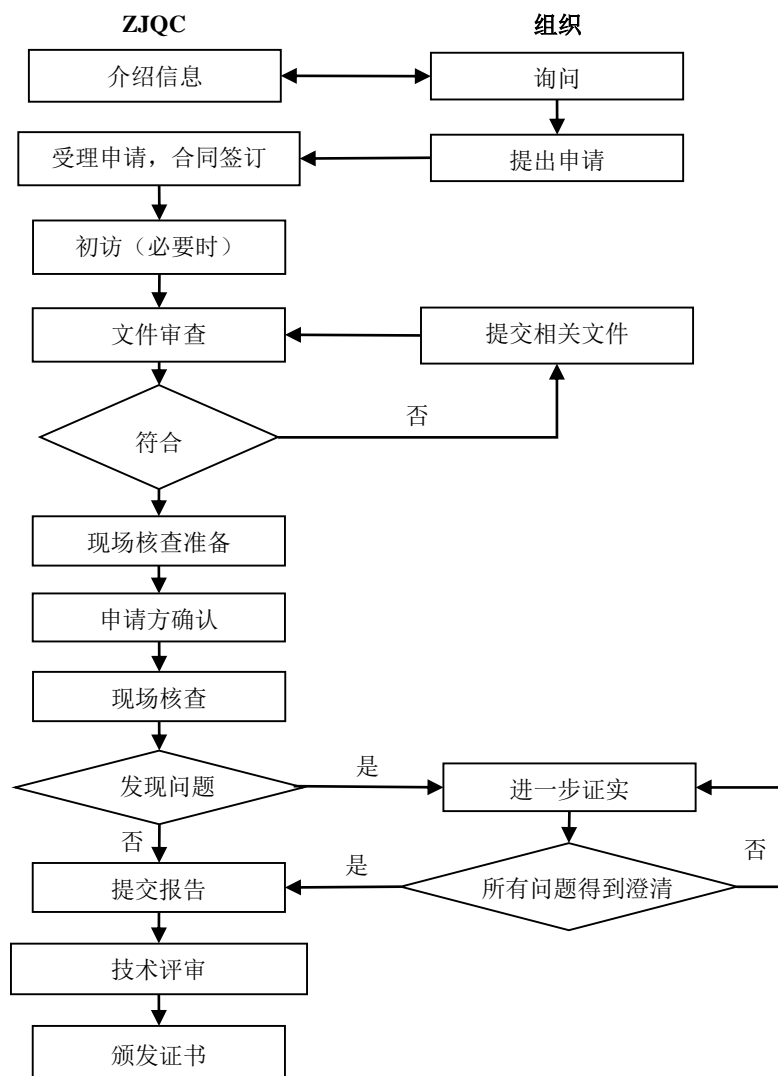 ZJQC
组织
介绍信息
询问
受理申请，合同签订
提出申请
初访（必要时）
文件审查
提交相关文件
否
符合
现场核查准备
申请方确认
现场核查
是
发现问题
进一步证实
否
是
否
提交报告
所有问题得到澄清
技术评审
颁发证书